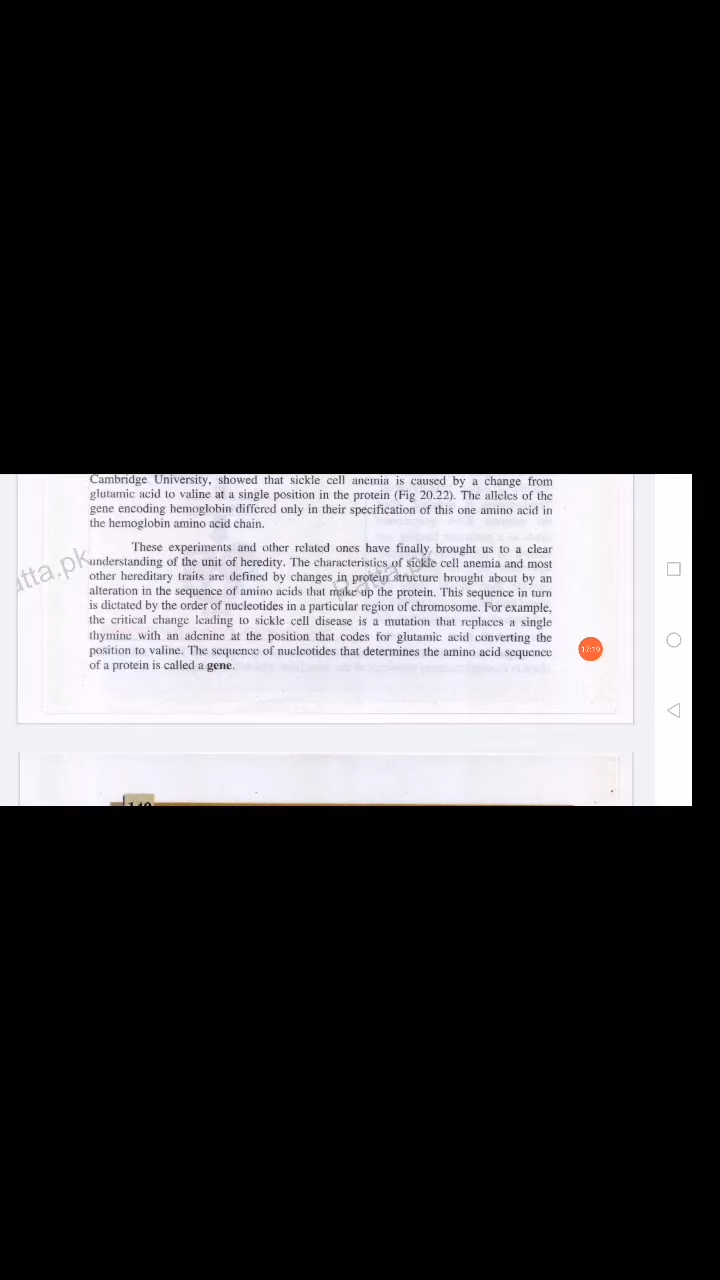 Cambridge University, showed that sickle cell anemia is caused by a change from
glutamic acid to valine at a single position in the protein (Fig 20.22). The alleles of the
gene encoding hemoglobin differed only in their specification of this one amino acid in
the hemoglobin amino acid chain.
These experiments and other related ones have finally brought us to a clear
understanding of the unit of heredity. The characteristics of sickle cell anemia and most
other hereditary traits are defined by changes in protein structure brought about by an
alteration in the sequence of amino acids that make up the protein. This sequence in turn
is dictated by the order of nucleotides in a particular region of chromosome. For example,
the critical change leading to sickle cell disease is a mutation that replaces a single
thymine with an adenine at the position that codes for glutamic acid converting the
position to valine. The sequence of nucleotides that determines the amino acid sequence
of a protein is called a gene.
atta.pk
Ratta.pk
17:19